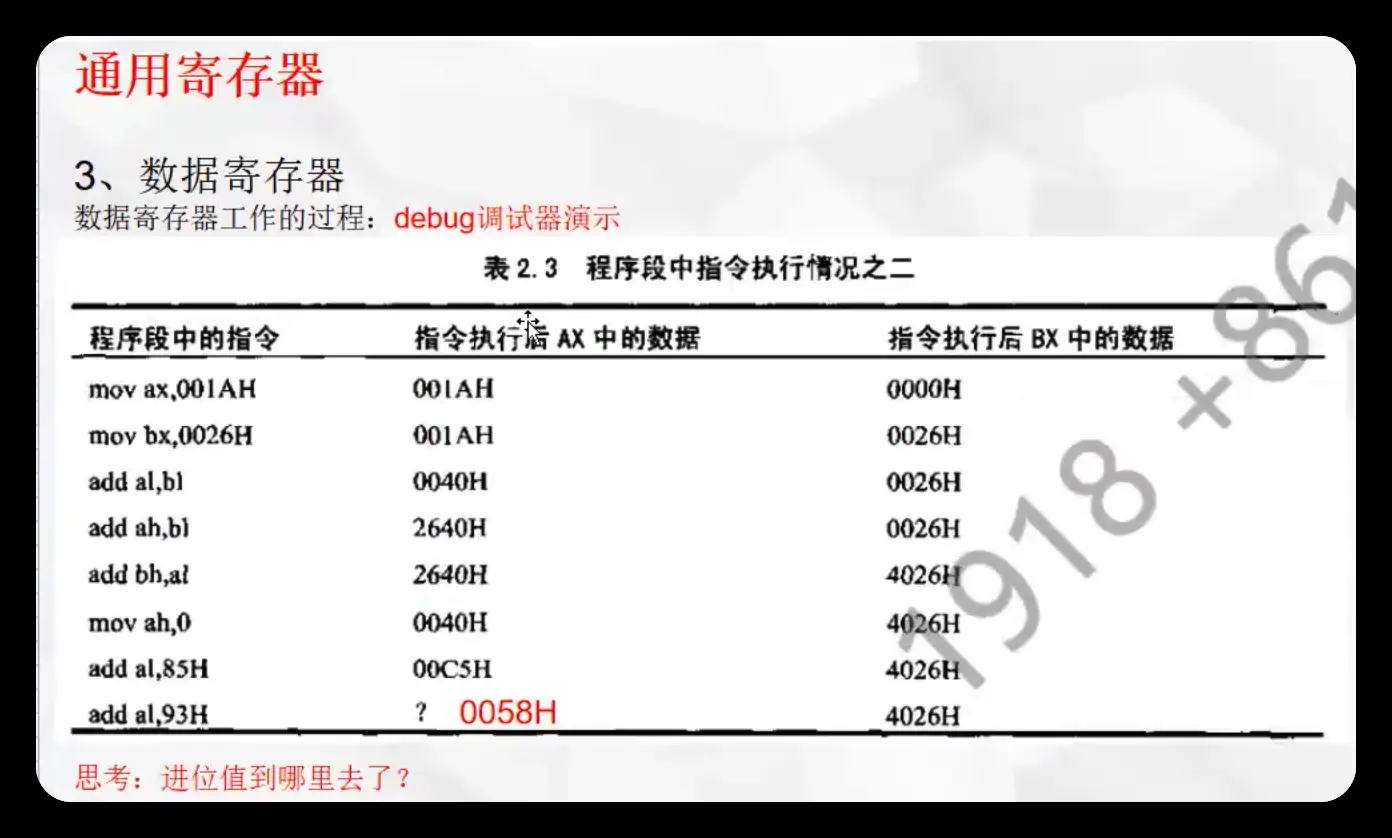 通用寄存器
3、数据寄存器
数据寄存器工作的过程：debug调试器演示
表 2.3 程序段中指令执行情况之二
程序段中的指令 指令执行后 AX 中的数据 指令执行后 BX 中的数据
mov ax,001AH 001AH 0000H
mov bx,0026H 001AH 0026H
add al,bl 0040H 0026H
add ah,bl 2640H 0026H
add bh,al 2640H 4026H
mov ah,0 0040H 4026H
add al,85H 00C5H 4026H
add al,93H ? 0058H 4026H
思考：进位值到哪里去了？
1918 +861